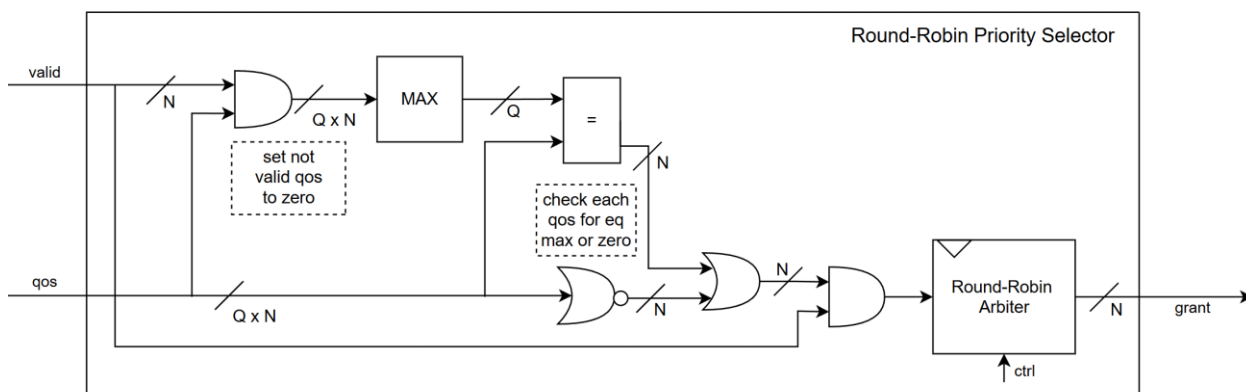 Round-Robin Priority Selector
valid
N
Q x N
MAX
Q
=
N
set not
valid qos
to zero
check each
qos for eq
max or zero
qos
Q x N
N
N
Round-Robin
Arbiter
N
grant
ctrl